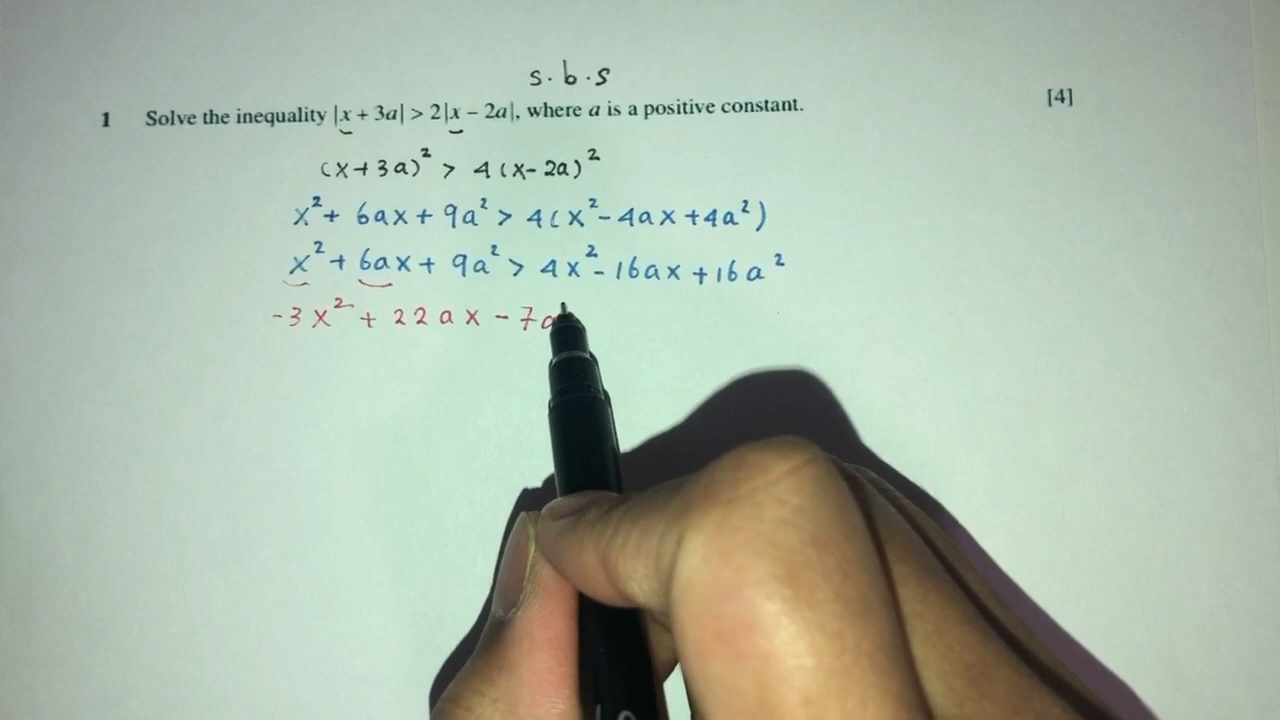 s.b.s
1 Solve the inequality |x + 3a| > 2|x − 2a|, where a is a positive constant. [4]
(x+3a)² > 4(x-2a)²
x² + 6ax + 9a² > 4(x² - 4ax + 4a²)
x² + 6ax + 9a² > 4x² - 16ax + 16a²
-3x² + 22ax - 7a